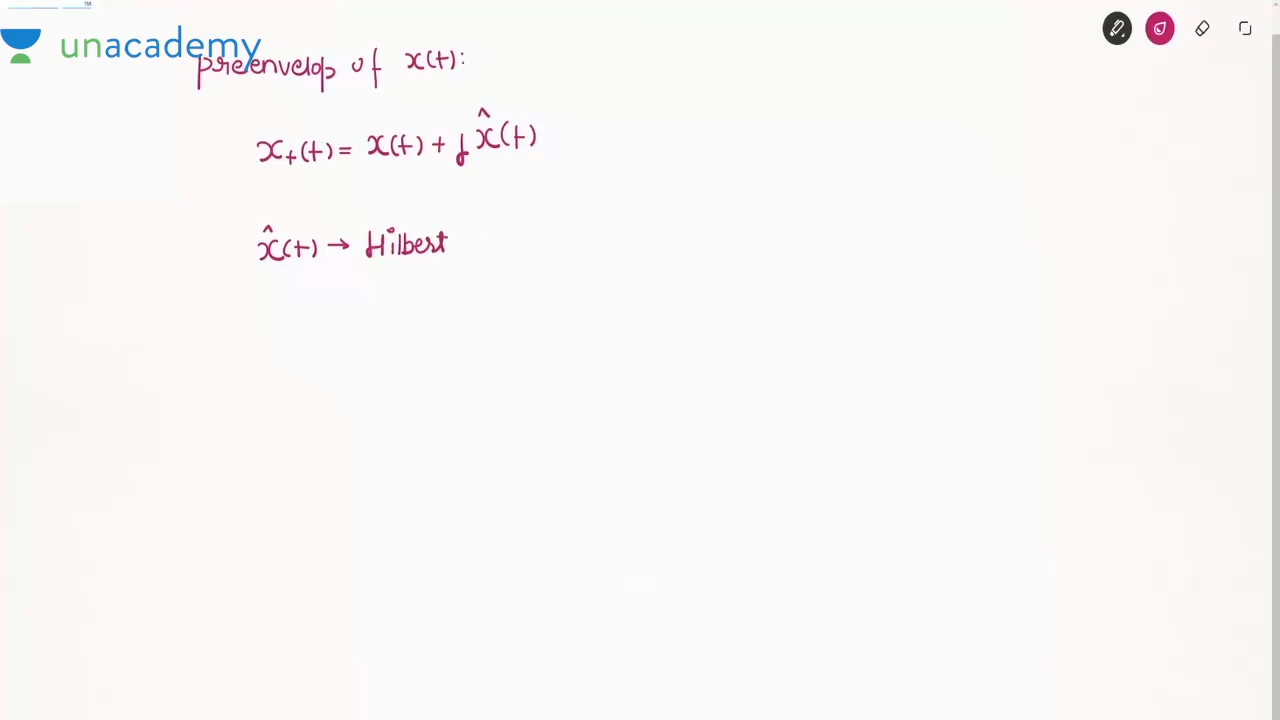 unacademy
preenvelop of x(t):
x₊(t) = x(t) + j x̂(t)
x̂(t) → Hilbert